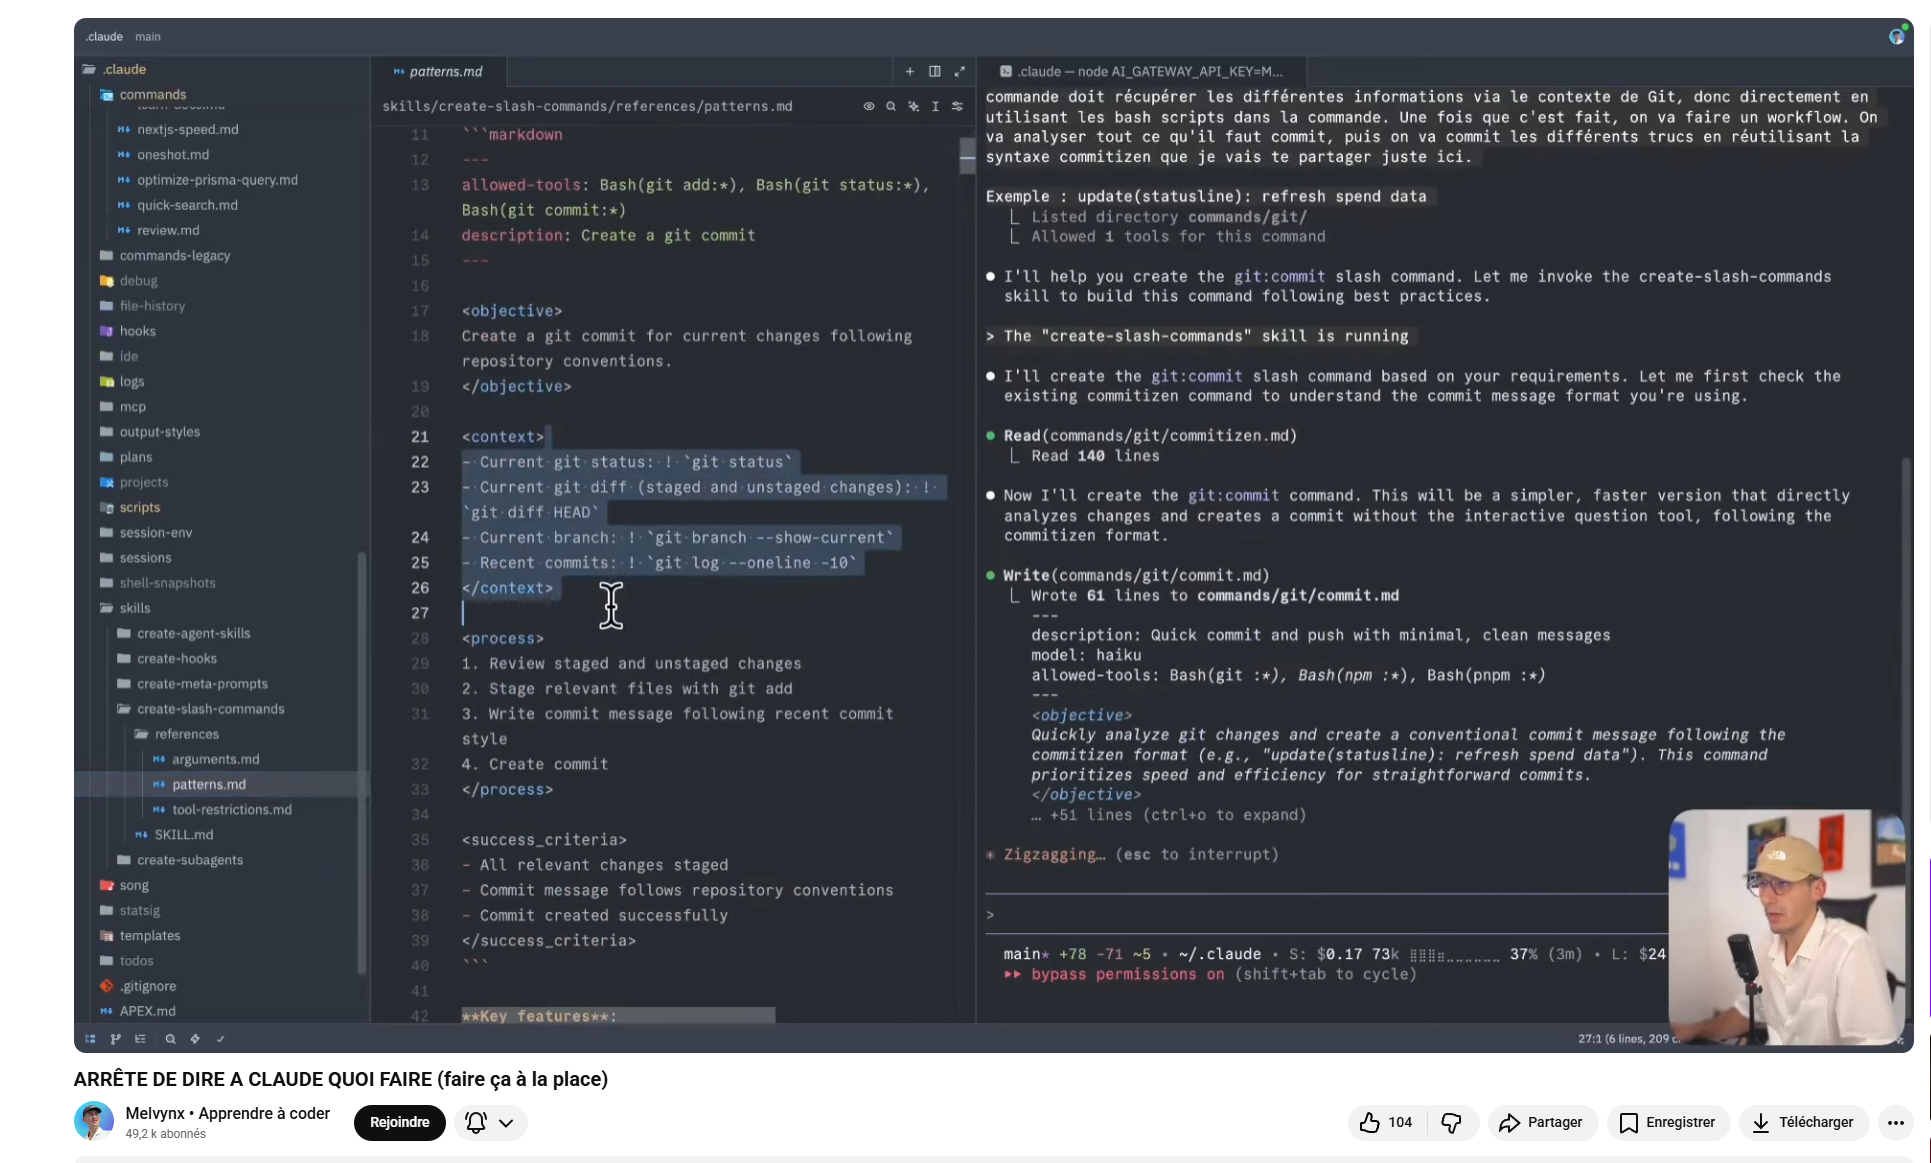 .claude main
.claude
commands
nextjs-speed.md
oneshot.md
optimize-prisma-query.md
quick-search.md
review.md
commands-legacy
debug
file-history
hooks
ide
logs
mcp
output-styles
plans
projects
scripts
session-env
sessions
shell-snapshots
skills
create-agent-skills
create-hooks
create-meta-prompts
create-slash-commands
references
arguments.md
patterns.md
tool-restrictions.md
SKILL.md
create-subagents
song
statsig
templates
todos
.gitignore
APEX.md
patterns.md
skills/create-slash-commands/references/patterns.md
11 ```markdown
12 ---
13 allowed-tools: Bash(git add:*), Bash(git status:*),
Bash(git commit:*)
14 description: Create a git commit
15 ---
16
17 <objective>
18 Create a git commit for current changes following
repository conventions.
19 </objective>
20
21 <context>
22 - Current git status: ! `git status`
23 - Current git diff (staged and unstaged changes): !
`git diff HEAD`
24 - Current branch: ! `git branch --show-current`
25 - Recent commits: ! `git log --oneline -10`
26 </context>
27
28 <process>
29 1. Review staged and unstaged changes
30 2. Stage relevant files with git add
31 3. Write commit message following recent commit
style
32 4. Create commit
33 </process>
34
35 <success_criteria>
36 - All relevant changes staged
37 - Commit message follows repository conventions
38 - Commit created successfully
39 </success_criteria>
40 ```
41
42 **Key features**:
.claude — node AI_GATEWAY_API_KEY=M...
commande doit récupérer les différentes informations via le contexte de Git, donc directement en
utilisant les bash scripts dans la commande. Une fois que c'est fait, on va faire un workflow. On
va analyser tout ce qu'il faut commit, puis on va commit les différents trucs en réutilisant la
syntaxe commitizen que je vais te partager juste ici.
Exemple : update(statusline): refresh spend data
Listed directory commands/git/
Allowed 1 tools for this command
● I'll help you create the git:commit slash command. Let me invoke the create-slash-commands
skill to build this command following best practices.
> The "create-slash-commands" skill is running
● I'll create the git:commit slash command based on your requirements. Let me first check the
existing commitizen command to understand the commit message format you're using.
● Read(commands/git/commitizen.md)
Read 140 lines
● Now I'll create the git:commit command. This will be a simpler, faster version that directly
analyzes changes and creates a commit without the interactive question tool, following the
commitizen format.
● Write(commands/git/commit.md)
Wrote 61 lines to commands/git/commit.md
---
description: Quick commit and push with minimal, clean messages
model: haiku
allowed-tools: Bash(git :*), Bash(npm :*), Bash(pnpm :*)
---
<objective>
Quickly analyze git changes and create a conventional commit message following the
commitizen format (e.g., "update(statusline): refresh spend data"). This command
prioritizes speed and efficiency for straightforward commits.
</objective>
… +51 lines (ctrl+o to expand)
* Zigzagging… (esc to interrupt)
>
main* +78 -71 ~5 • ~/.claude • S: $0.17 73k 37% (3m) • L: $24
▸▸ bypass permissions on (shift+tab to cycle)
27:1 (6 lines, 209
ARRÊTE DE DIRE A CLAUDE QUOI FAIRE (faire ça à la place)
Melvynx • Apprendre à coder
49,2 k abonnés
Rejoindre
104
Partager
Enregistrer
Télécharger